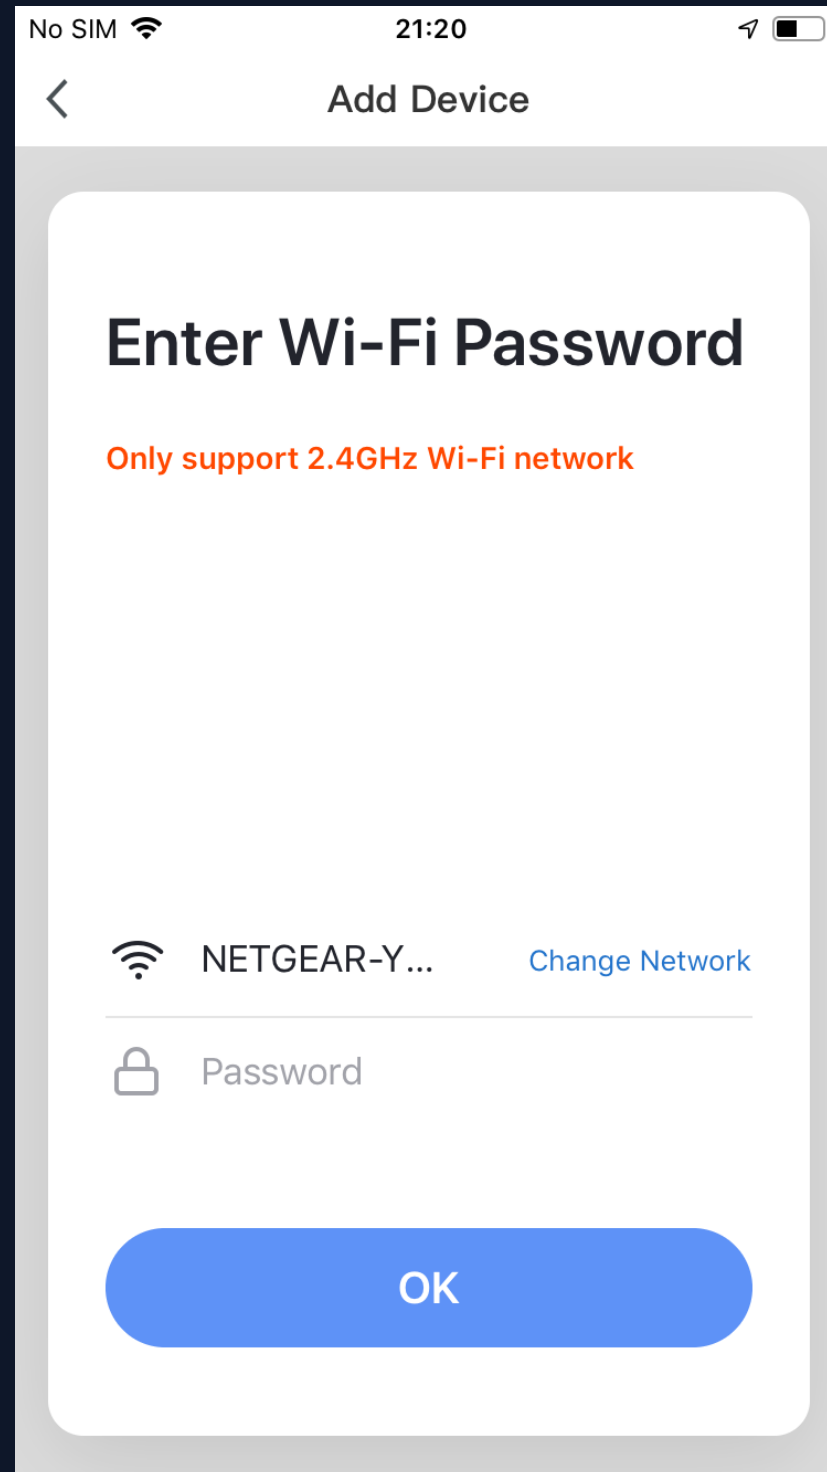 No SIM 21:20
Add Device
Enter Wi-Fi Password
Only support 2.4GHz Wi-Fi network
NETGEAR-Y... Change Network
Password
OK